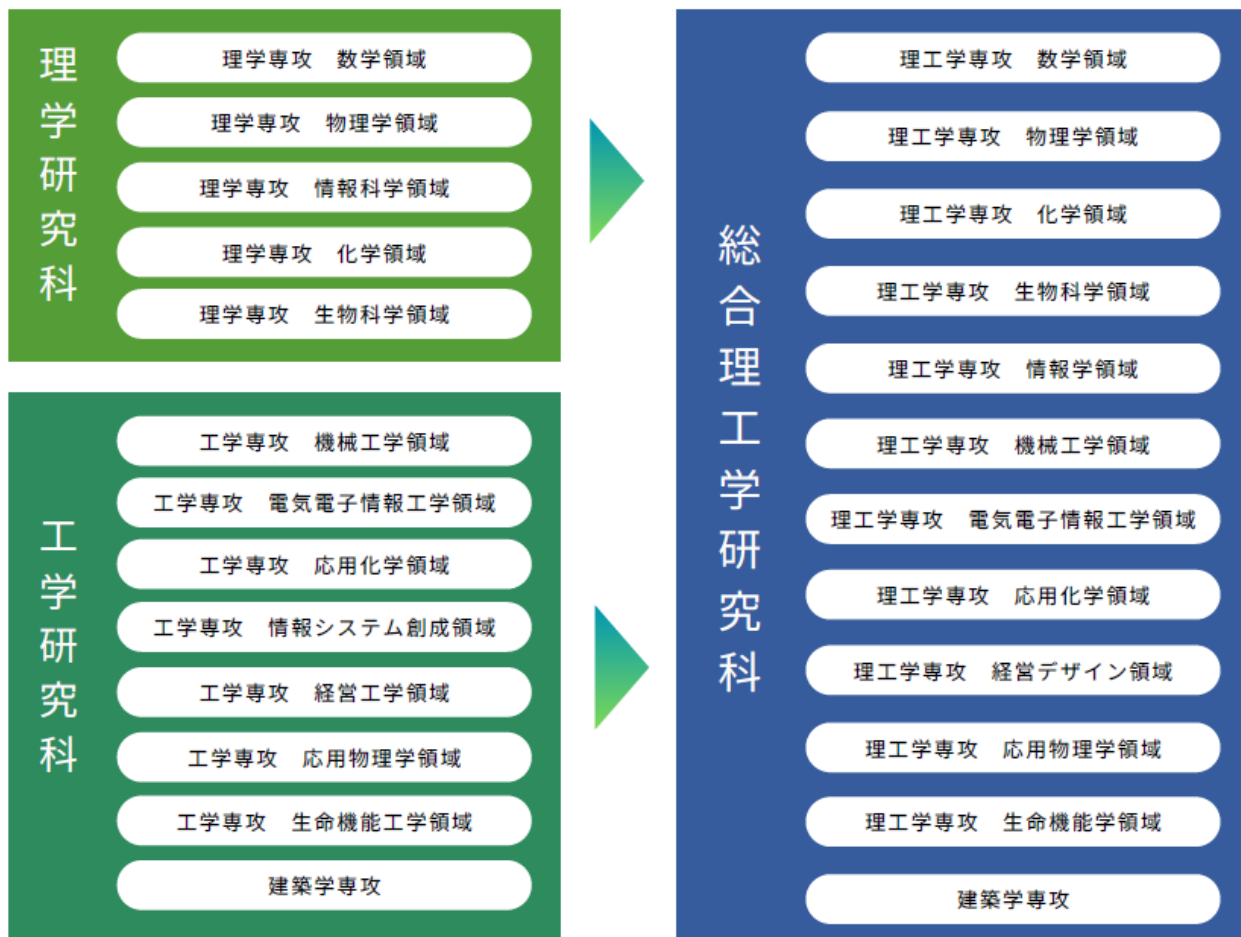 理学研究科
理学専攻　数学領域
理学専攻　物理学領域
理学専攻　情報科学領域
理学専攻　化学領域
理学専攻　生物科学領域
工学研究科
工学専攻　機械工学領域
工学専攻　電気電子情報工学領域
工学専攻　応用化学領域
工学専攻　情報システム創成領域
工学専攻　経営工学領域
工学専攻　応用物理学領域
工学専攻　生命機能工学領域
建築学専攻
総合理工学研究科
理工学専攻　数学領域
理工学専攻　物理学領域
理工学専攻　化学領域
理工学専攻　生物科学領域
理工学専攻　情報学領域
理工学専攻　機械工学領域
理工学専攻　電気電子情報工学領域
理工学専攻　応用化学領域
理工学専攻　経営デザイン領域
理工学専攻　応用物理学領域
理工学専攻　生命機能学領域
建築学専攻